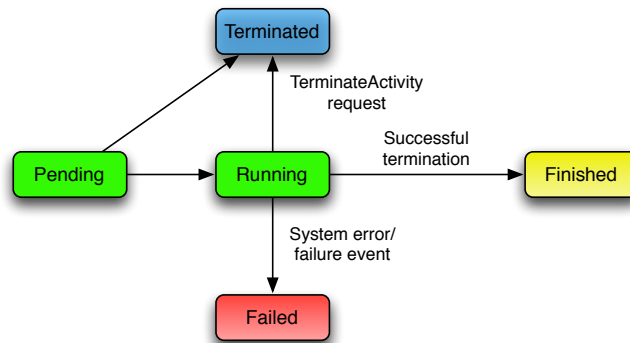 Terminated
TerminateActivity
request
Successful
termination
Pending
Running
Finished
System error/
failure event
Failed